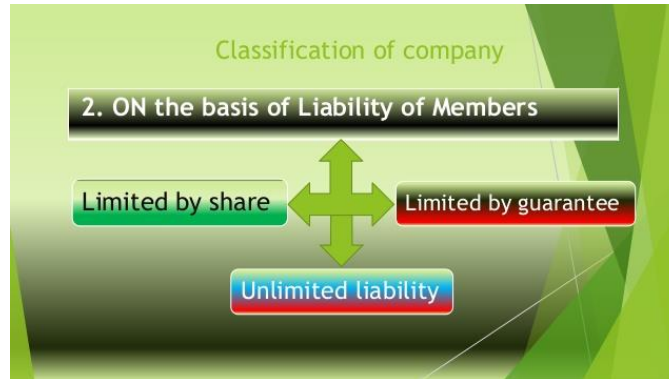 Classification of company
2. ON the basis of Liability of Members
Limited by share
Limited by guarantee
Unlimited liability